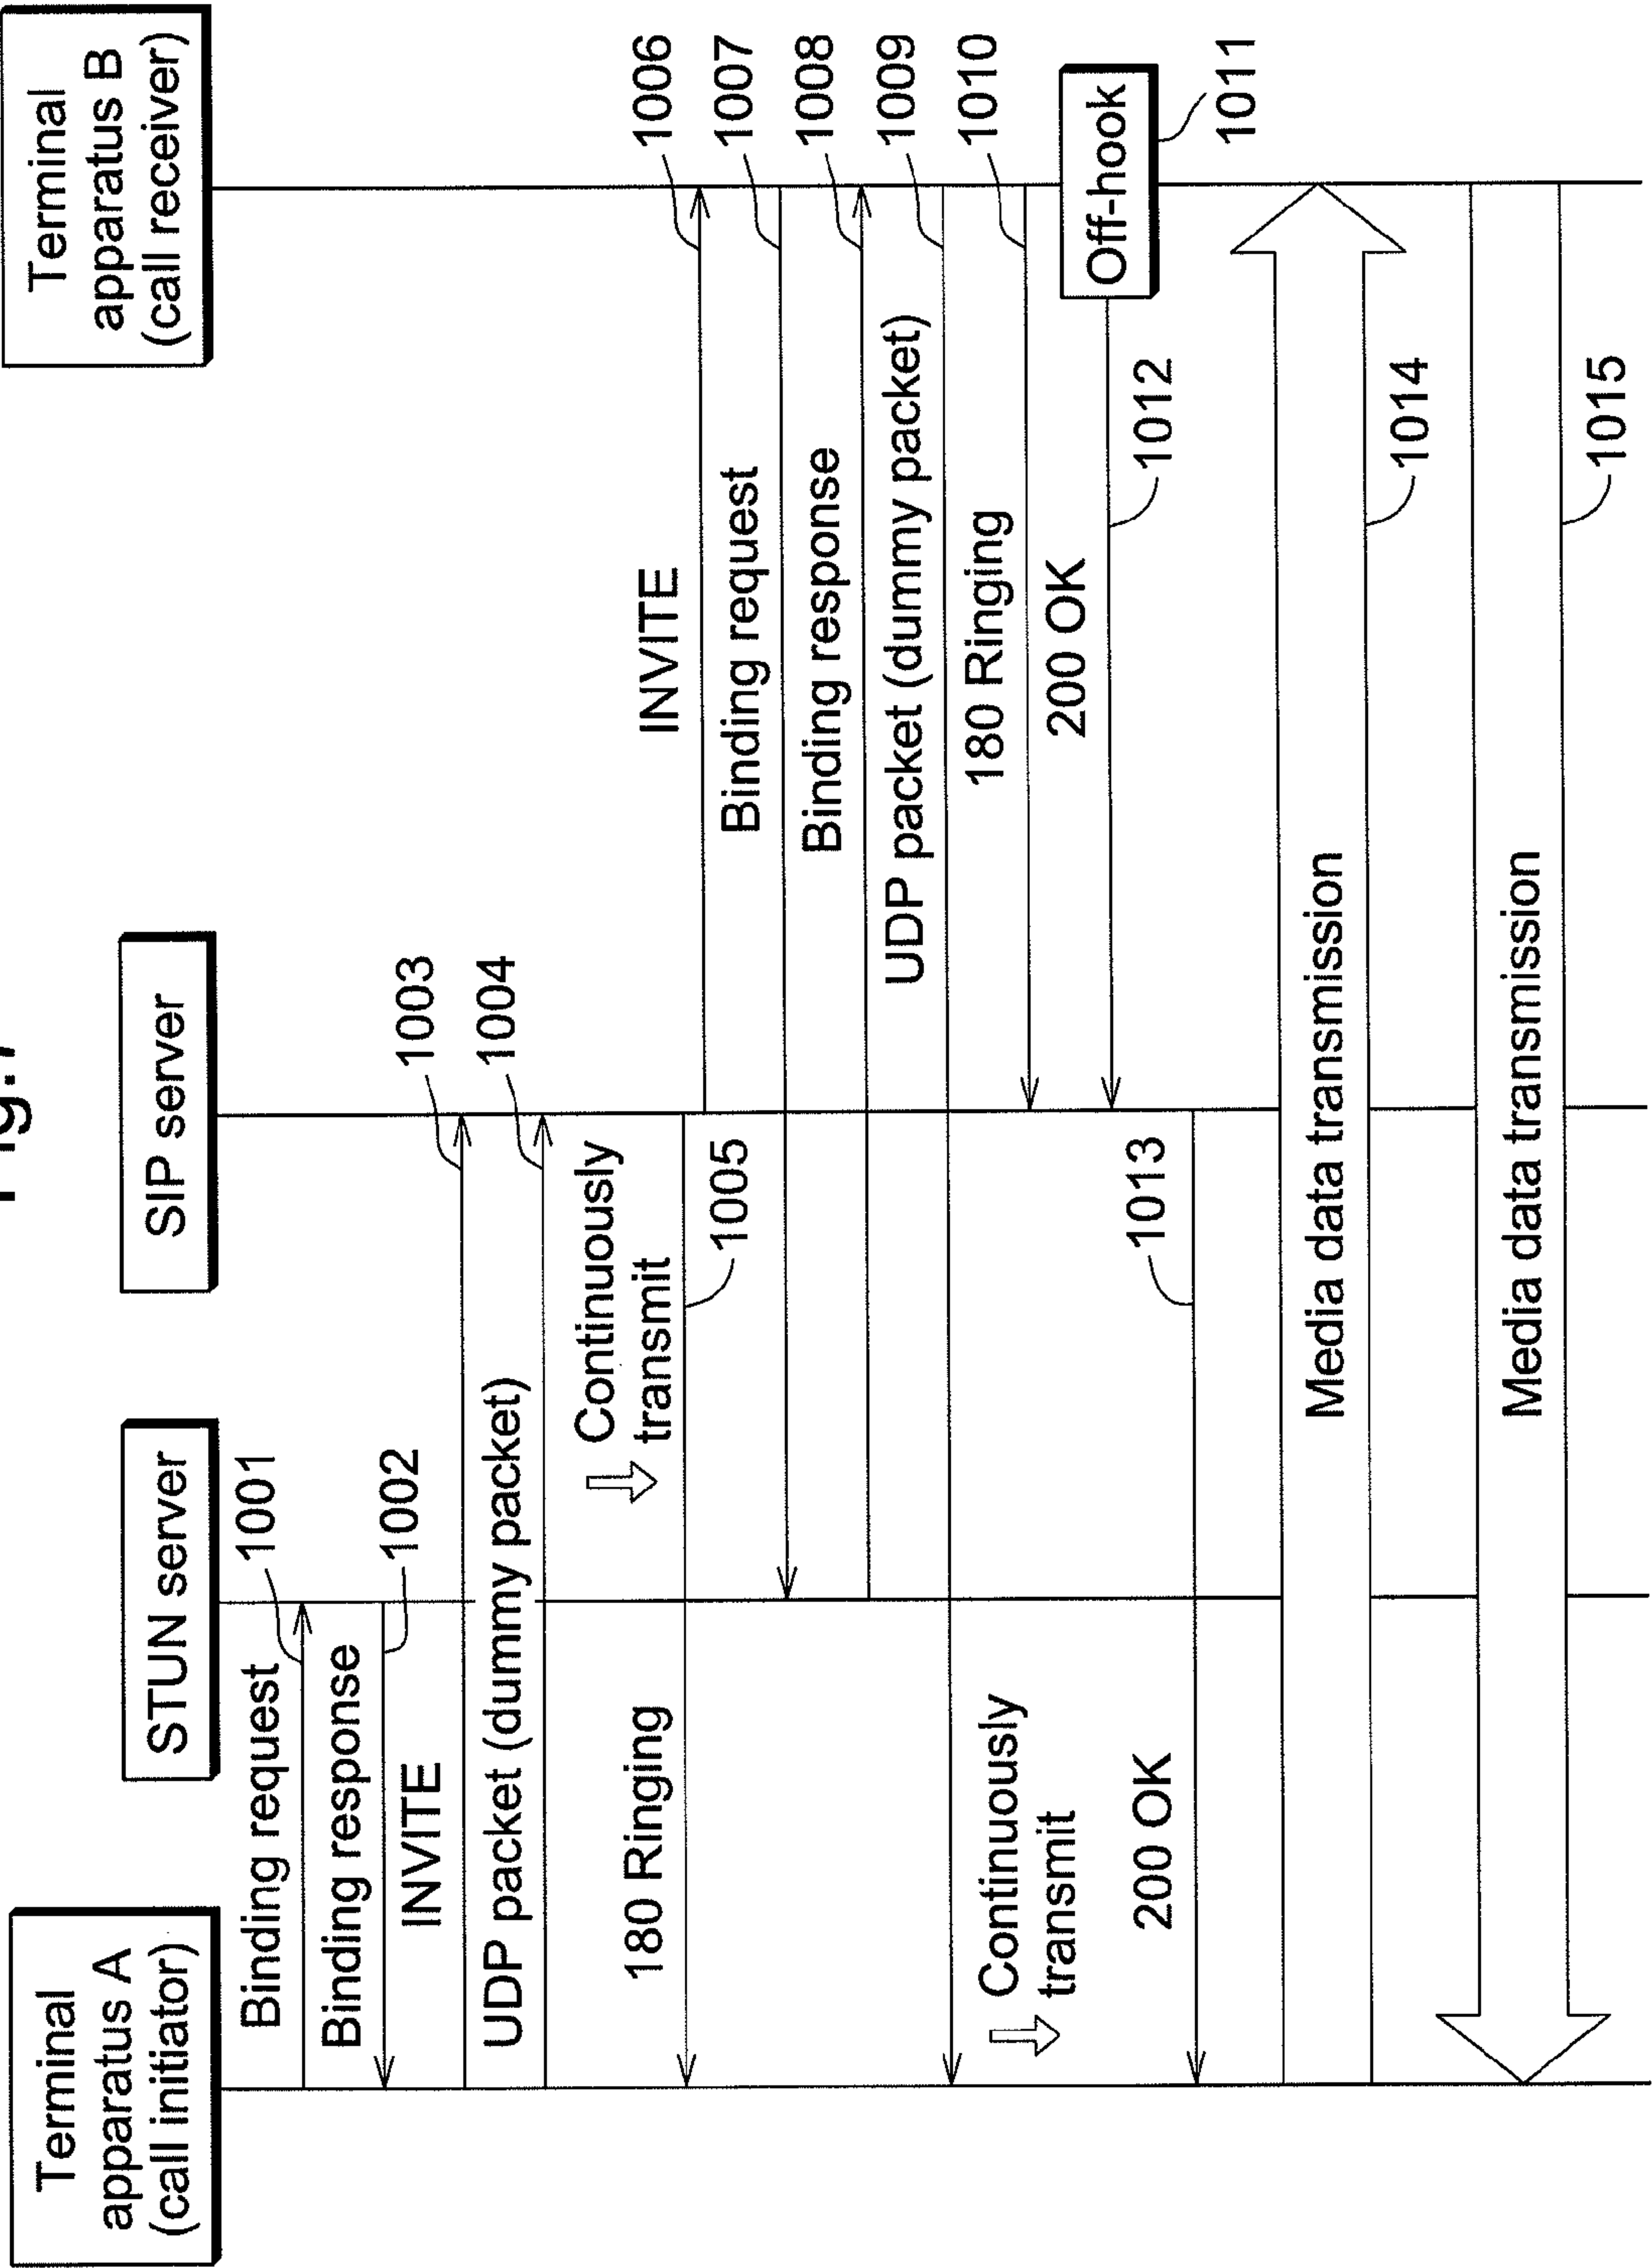 Fig.7
Terminal
apparatus A
(call initiator)
STUN server
SIP server
Terminal
apparatus B
(call receiver)
Binding request
1001
Binding response
1002
INVITE
1003
UDP packet (dummy packet)
1004
Continuously
transmit
180 Ringing
1005
INVITE
1006
Binding request
1007
Binding response
1008
UDP packet (dummy packet)
1009
Continuously
transmit
180 Ringing
1010
Off-hook
1011
200 OK
1012
200 OK
1013
Media data transmission
1014
Media data transmission
1015